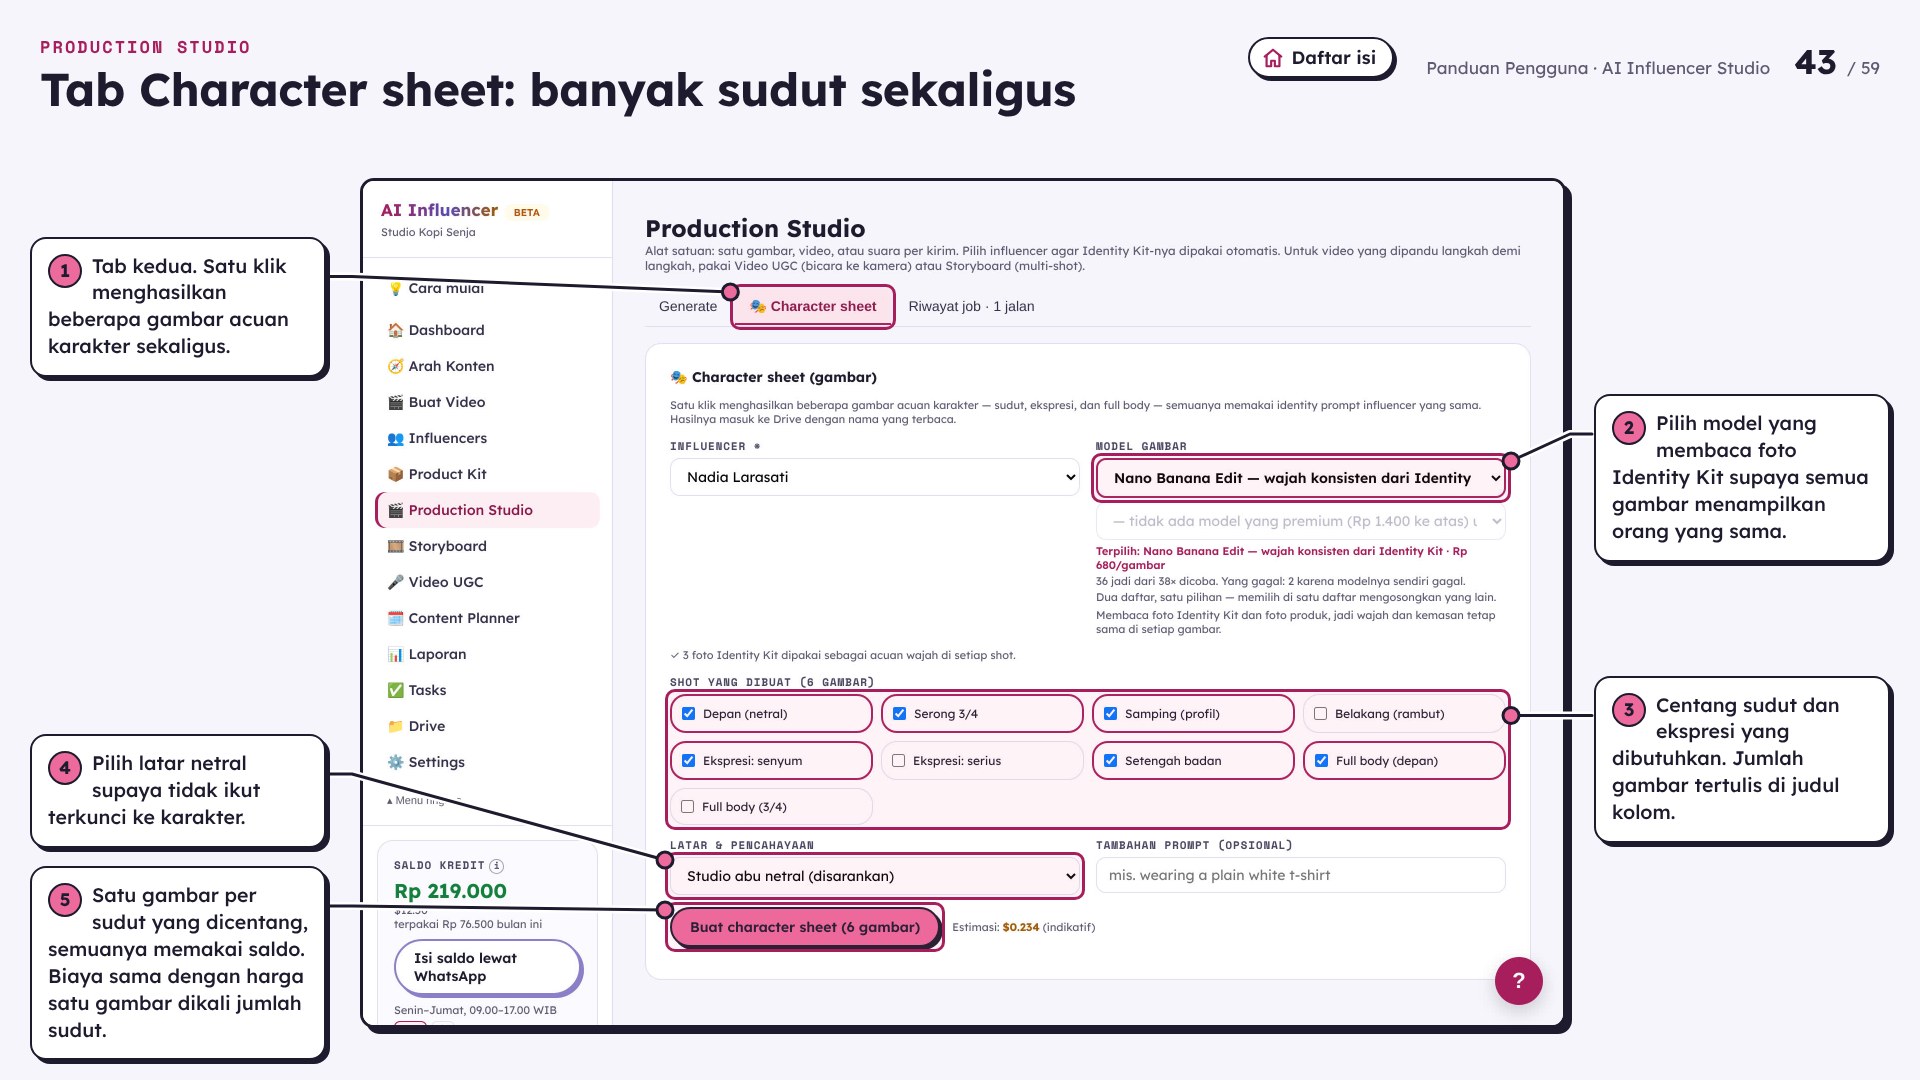 PRODUCTION STUDIO
Tab Character sheet: banyak sudut sekaligus
Daftar isi
Panduan Pengguna · AI Influencer Studio
43 / 59
1 Tab kedua. Satu klik
menghasilkan
beberapa gambar acuan
karakter sekaligus.
4 Pilih latar netral
supaya tidak ikut
terkunci ke karakter.
5 Satu gambar per
sudut yang dicentang,
semuanya memakai saldo.
Biaya sama dengan harga
satu gambar dikali jumlah
sudut.
AI Influencer BETA
Studio Kopi Senja
Cara mulai
Dashboard
Arah Konten
Buat Video
Influencers
Product Kit
Production Studio
Storyboard
Video UGC
Content Planner
Laporan
Tasks
Drive
Settings
▴ Menu
SALDO KREDIT i
Rp 219.000
terpakai Rp 76.500 bulan ini
Isi saldo lewat
WhatsApp
Senin–Jumat, 09.00–17.00 WIB
Production Studio
Alat satuan: satu gambar, video, atau suara per kirim. Pilih influencer agar Identity Kit-nya dipakai otomatis. Untuk video yang dipandu langkah demi
langkah, pakai Video UGC (bicara ke kamera) atau Storyboard (multi-shot).
Generate
Character sheet
Riwayat job · 1 jalan
Character sheet (gambar)
Satu klik menghasilkan beberapa gambar acuan karakter — sudut, ekspresi, dan full body — semuanya memakai identity prompt influencer yang sama.
Hasilnya masuk ke Drive dengan nama yang terbaca.
INFLUENCER *
Nadia Larasati
MODEL GAMBAR
Nano Banana Edit — wajah konsisten dari Identity
— tidak ada model yang premium (Rp 1.400 ke atas)
Terpilih: Nano Banana Edit — wajah konsisten dari Identity Kit · Rp
680/gambar
36 jadi dari 38× dicoba. Yang gagal: 2 karena modelnya sendiri gagal.
Dua daftar, satu pilihan — memilih di satu daftar mengosongkan yang lain.
Membaca foto Identity Kit dan foto produk, jadi wajah dan kemasan tetap
sama di setiap gambar.
✓ 3 foto Identity Kit dipakai sebagai acuan wajah di setiap shot.
SHOT YANG DIBUAT (6 GAMBAR)
Depan (netral)
Serong 3/4
Samping (profil)
Belakang (rambut)
Ekspresi: senyum
Ekspresi: serius
Setengah badan
Full body (depan)
Full body (3/4)
LATAR & PENCAHAYAAN
Studio abu netral (disarankan)
TAMBAHAN PROMPT (OPSIONAL)
mis. wearing a plain white t-shirt
Buat character sheet (6 gambar)
Estimasi: $0.234 (indikatif)
?
2 Pilih model yang
membaca foto
Identity Kit supaya semua
gambar menampilkan
orang yang sama.
3 Centang sudut dan
ekspresi yang
dibutuhkan. Jumlah
gambar tertulis di judul
kolom.